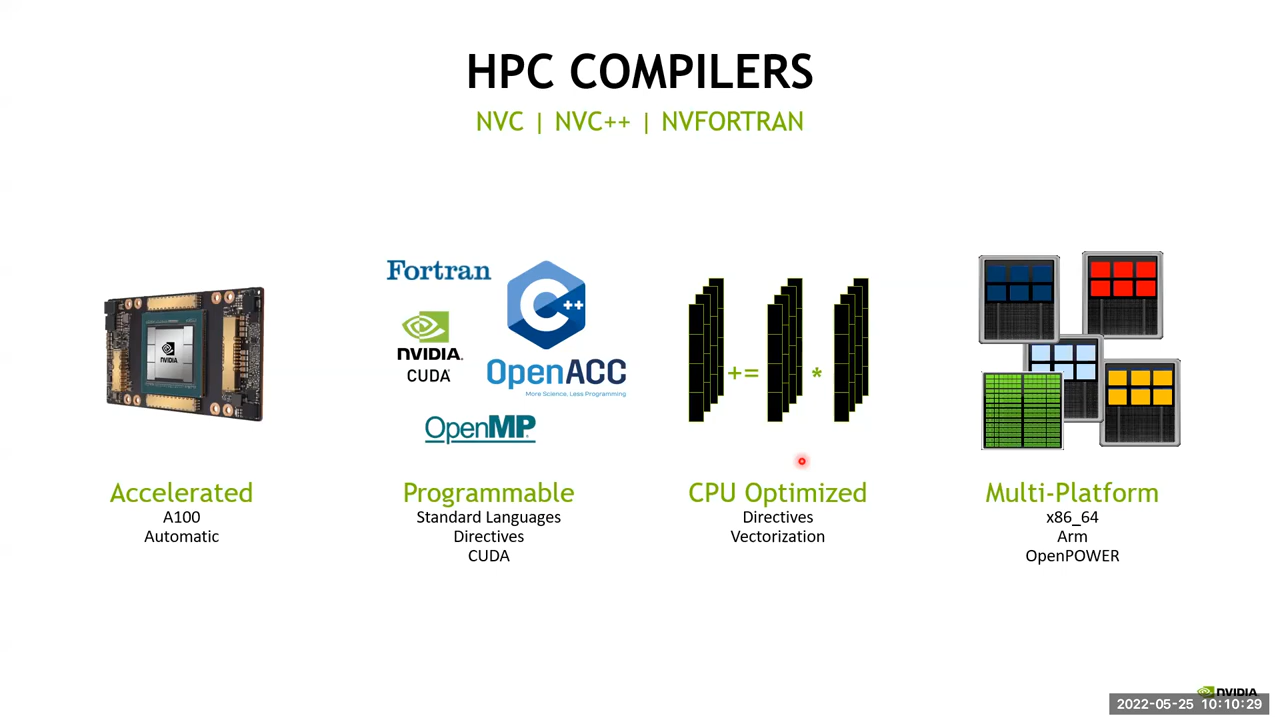 HPC COMPILERS
NVC | NVC++ | NVFORTRAN
NVIDIA
Fortran
C++
NVIDIA.
CUDA
OpenACC
More Science, Less Programming
OpenMP
+=
*
Accelerated
A100
Automatic
Programmable
Standard Languages
Directives
CUDA
CPU Optimized
Directives
Vectorization
Multi-Platform
x86_64
Arm
OpenPOWER
NVIDIA
2022-05-25 10:10:29